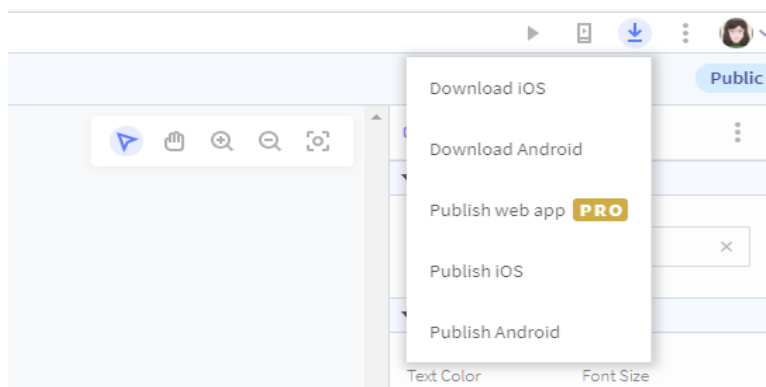 Public
Download iOS
Download Android
Publish web app PRO
Publish iOS
Publish Android
Text Color Font Size